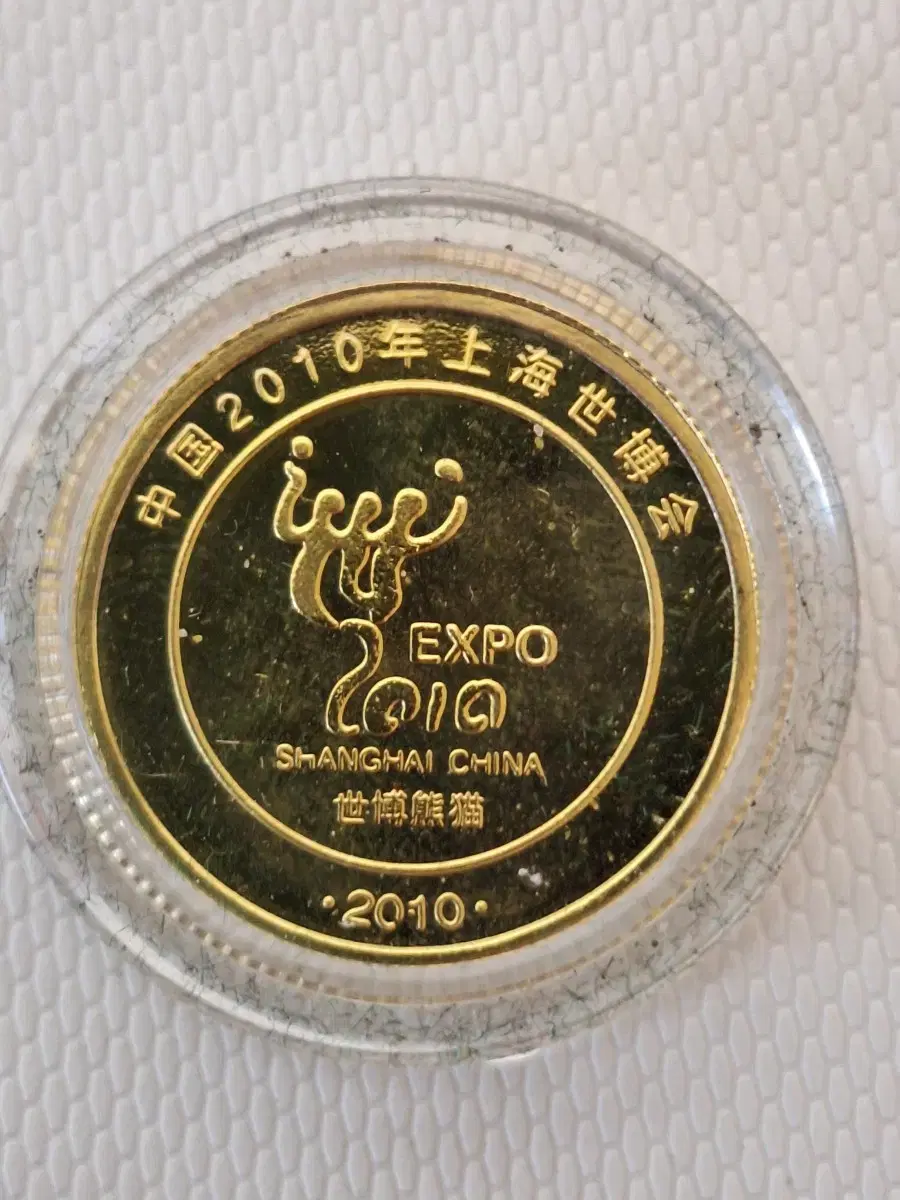 中国2010年上海世博会
EXPO
2010
SHANGHAI CHINA
世博熊猫
·2010·